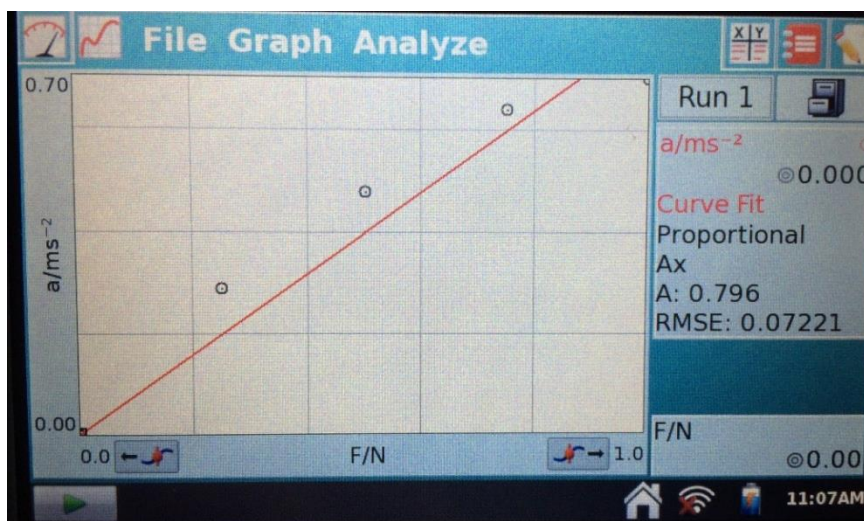 File Graph Analyze
X Y
0.70
a/ms⁻²
0.00
0.0
F/N
1.0
Run 1
a/ms⁻²
0.000
Curve Fit
Proportional
Ax
A: 0.796
RMSE: 0.07221
F/N
0.00
11:07AM